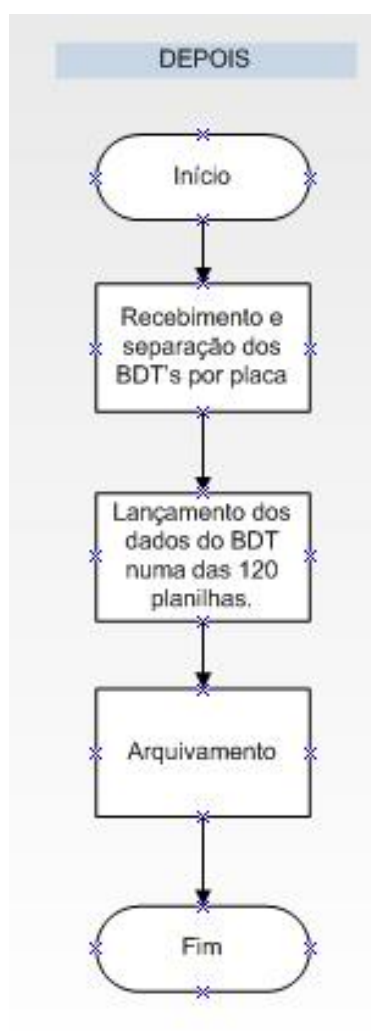 DEPOIS
Início
Recebimento e
separação dos
BDT's por placa
Lançamento dos
dados do BDT
numa das 120
planilhas.
Arquivamento
Fim